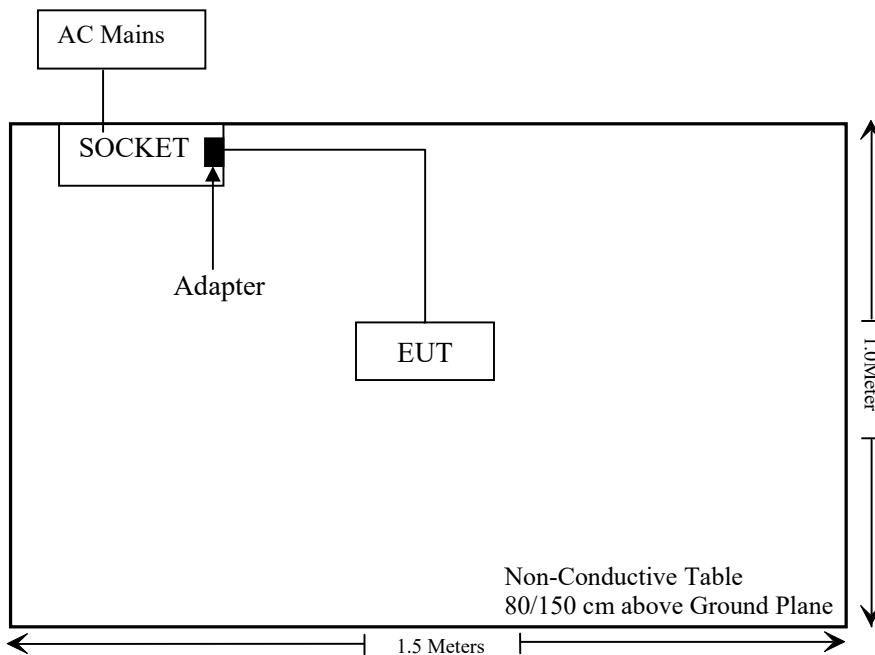 AC Mains
SOCKET
Adapter
EUT
1.0Meter
Non-Conductive Table
80/150 cm above Ground Plane
1.5 Meters